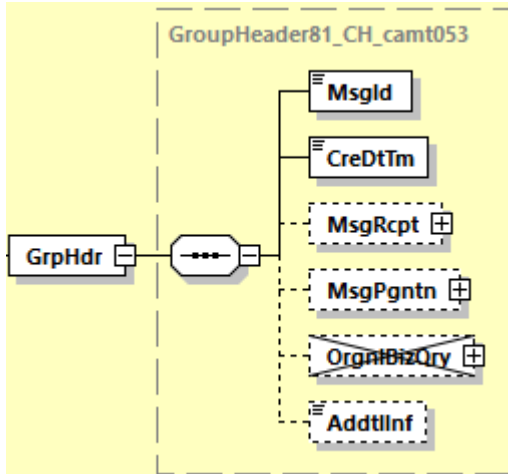 GroupHeader81_CH_camt053
MsgId
CreDtTm
MsgRcpt
GrpHdr
MsgPgntn
OrgnlBizQry
AddtlInf